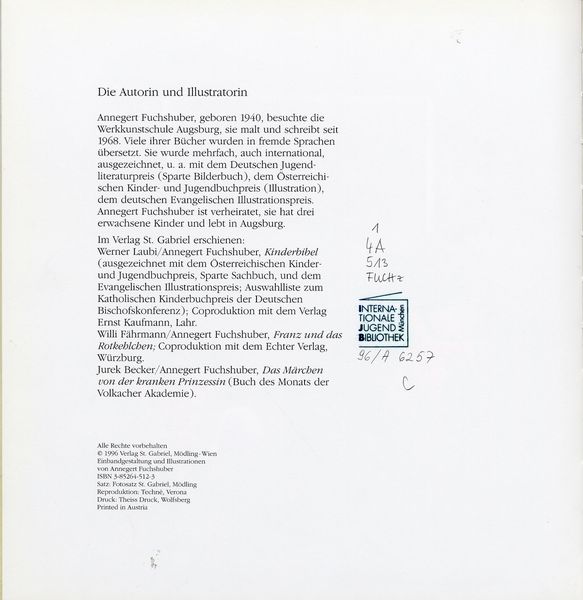 Die Autorin und Illustratorin
Annegert Fuchshuber, geboren 1940, besuchte die
Werkkunstschule Augsburg, sie malt und schreibt seit
1968. Viele ihrer Bücher wurden in fremde Sprachen
übersetzt. Sie wurde mehrfach, auch international,
ausgezeichnet, u. a. mit dem Deutschen Jugend-
literaturpreis (Sparte Bilderbuch), dem Österreichi-
schen Kinder- und Jugendbuchpreis (Illustration),
dem deutschen Evangelischen Illustrationspreis.
Annegert Fuchshuber ist verheiratet, sie hat drei
erwachsene Kinder und lebt in Augsburg.
Im Verlag St. Gabriel erschienen:
Werner Laubi/Annegert Fuchshuber, Kinderbibel
(ausgezeichnet mit dem Österreichischen Kinder-
und Jugendbuchpreis, Sparte Sachbuch, und dem
Evangelischen Illustrationspreis; Auswahlliste zum
Katholischen Kinderbuchpreis der Deutschen
Bischofskonferenz); Coproduktion mit dem Verlag
Ernst Kaufmann, Lahr.
Willi Fährmann/Annegert Fuchshuber, Franz und das
Rotkehlchen; Coproduktion mit dem Echter Verlag,
Würzburg.
Jurek Becker/Annegert Fuchshuber, Das Märchen
von der kranken Prinzessin (Buch des Monats der
Volkacher Akademie).
1
4A
513
FUCHz
INTERNA-
TIONALE
JUGEND
BIBLIOTHEK
München
96/A 6257
C
Alle Rechte vorbehalten
© 1996 Verlag St. Gabriel, Mödling-Wien
Einbandgestaltung und Illustrationen
von Annegert Fuchshuber
ISBN 3-85264-512-3
Satz: Fotosatz St. Gabriel, Mödling
Reproduktion: Technè, Verona
Druck: Theiss Druck, Wolfsberg
Printed in Austria